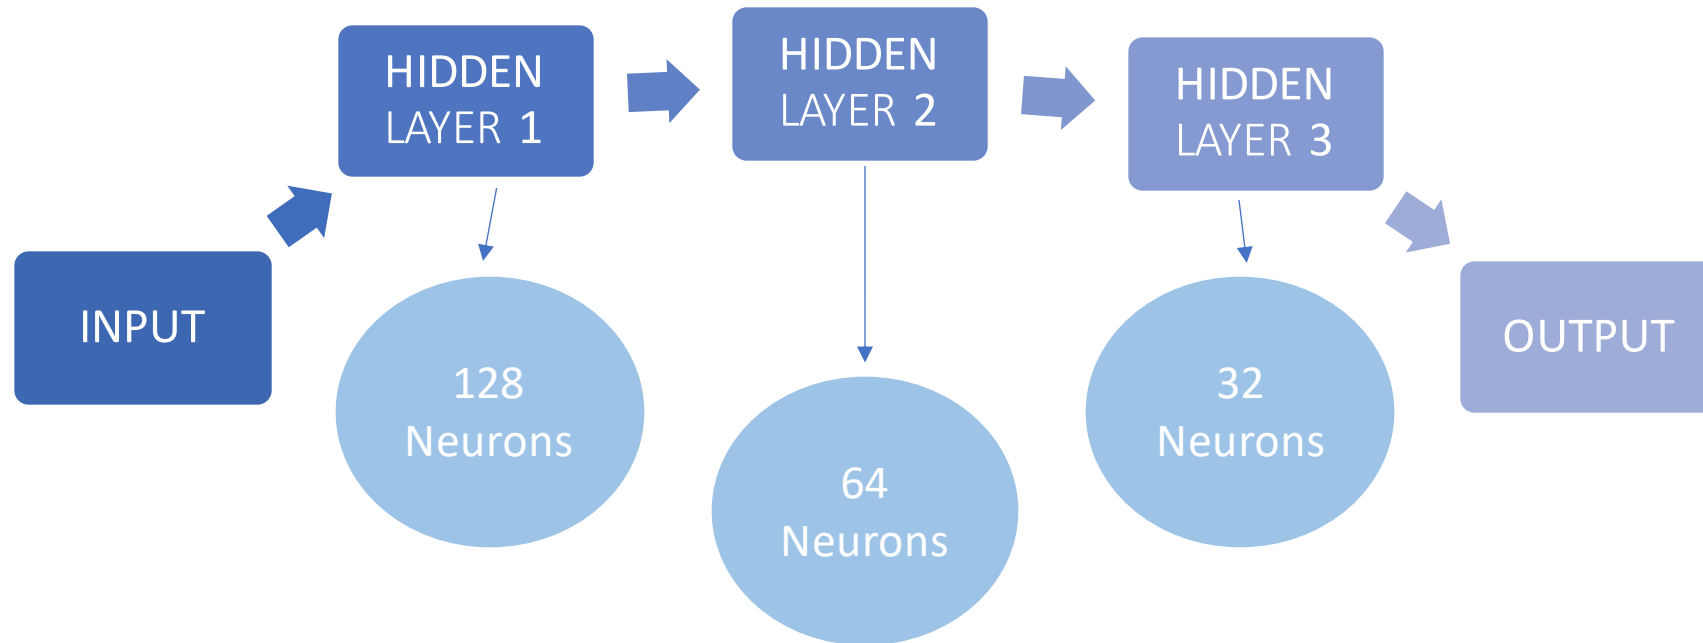 INPUT
HIDDEN
LAYER 1
HIDDEN
LAYER 2
HIDDEN
LAYER 3
OUTPUT
128
Neurons
64
Neurons
32
Neurons